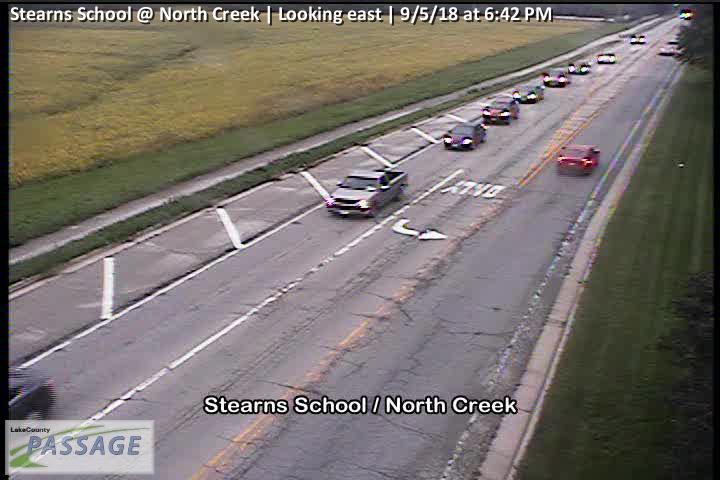 Stearns School @ North Creek | Looking east | 9/5/18 at 6:42 PM
ONLY
Stearns School / North Creek
LakeCounty
PASSAGE